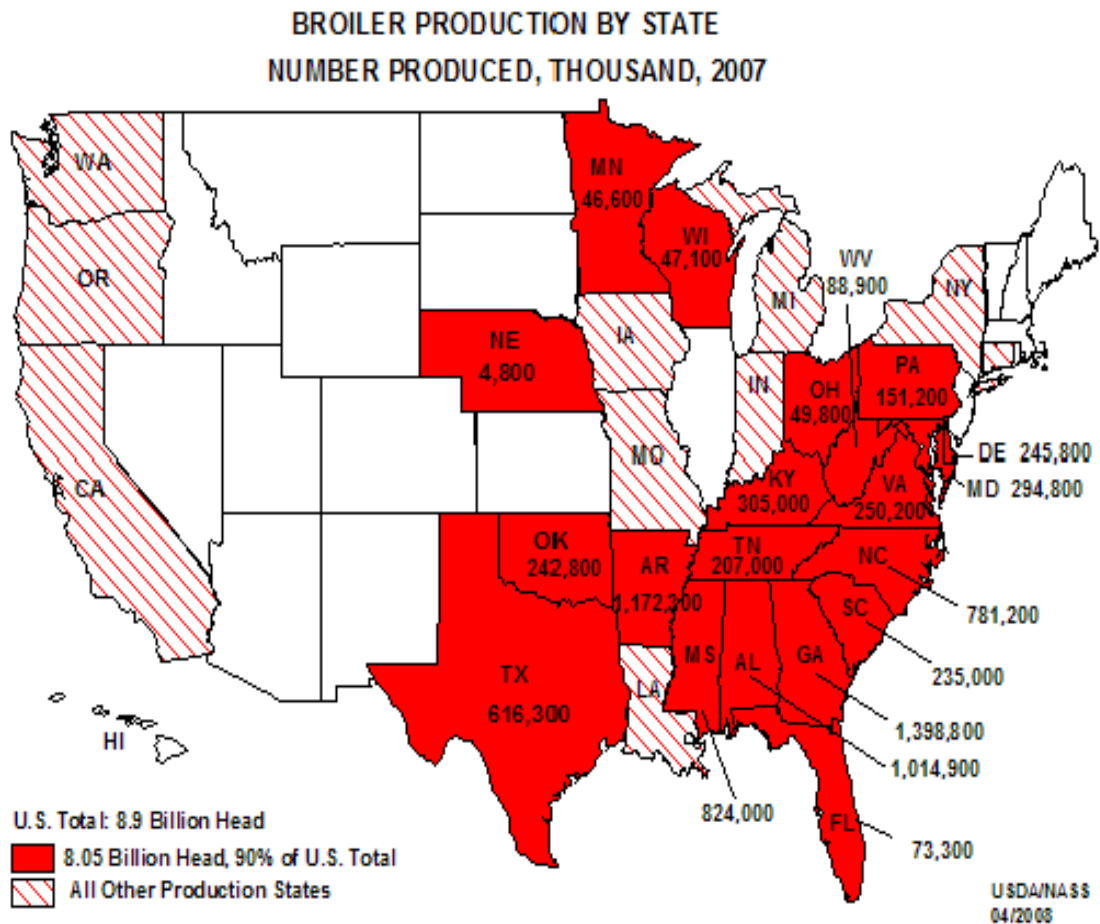 BROILER PRODUCTION BY STATE
NUMBER PRODUCED, THOUSAND, 2007
WA
OR
CA
HI
MN
46,600
WI
47,100
NE
4,800
IA
MO
MI
IN
WV
88,900
NY
OH
49,800
PA
151,200
DE 245,800
MD 294,800
KY
305,000
VA
250,200
OK
242,800
AR
1,172,300
TN
207,000
NC
781,200
SC
235,000
TX
616,300
LA
MS
824,000
AL
1,014,900
GA
1,398,800
FL
73,300
U.S. Total: 8.9 Billion Head
8.05 Billion Head, 90% of U.S. Total
All Other Production States
USDA/NASS
04/2008